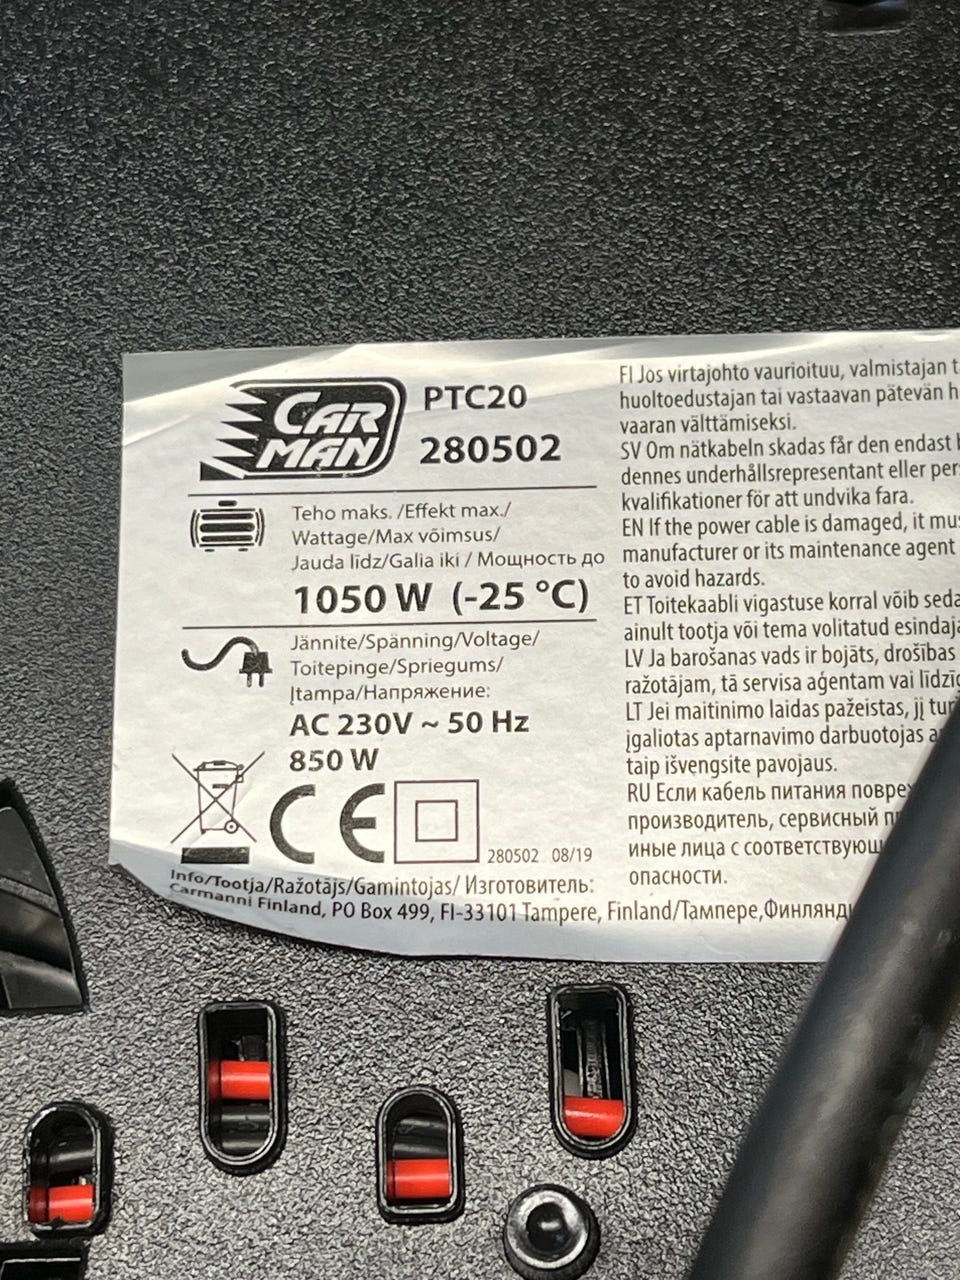 CAR
MAN
PTC20
280502
Teho maks. /Effekt max./
Wattage/Max võimsus/
Jauda līdz/Galia iki / Мощность до
1050 W (-25 °C)
Jännite/Spänning/Voltage/
Toitepinge/Spriegums/
Įtampa/Напряжение:
AC 230V ~ 50 Hz
850 W
CE
280502 08/19
Info/Tootja/Ražotājs/Gamintojas/ Изготовитель:
Carmanni Finland, PO Box 499, FI-33101 Tampere, Finland/Тампере,Финлянд
FI Jos virtajohto vaurioituu, valmistajan
huoltoedustajan tai vastaavan pätevän
vaaran välttämiseksi.
SV Om nätkabeln skadas får den endast
dennes underhållsrepresentant eller
kvalifikationer för att undvika fara.
EN If the power cable is damaged, it
manufacturer or its maintenance agent
to avoid hazards.
ET Toitekaabli vigastuse korral võib
ainult tootja või tema volitatud
LV Ja barošanas vads ir bojāts, drošības
ražotājam, tā servisa aģentam vai
LT Jei maitinimo laidas pažeistas, jį
įgaliotas aptarnavimo darbuotojas
taip išvengsite pavojaus.
RU Если кабель питания
производитель, сервисный
иные лица с
опасности.